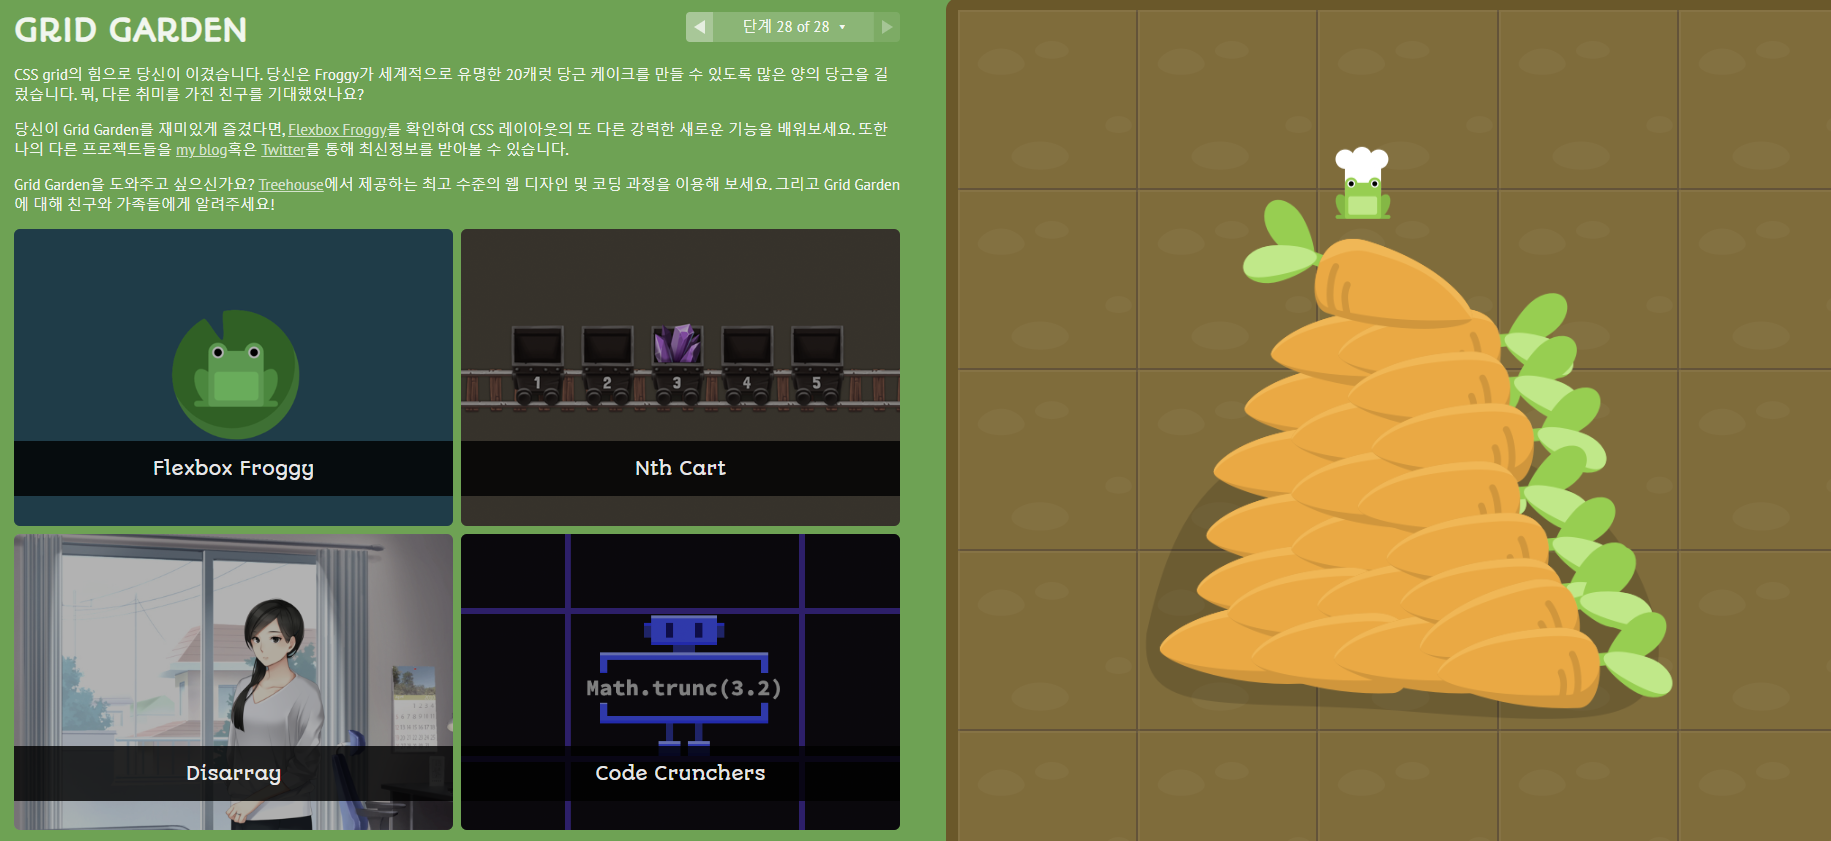 GRID GARDEN
단계 28 of 28
CSS grid의 힘으로 당신이 이겼습니다. 당신은 Froggy가 세계적으로 유명한 20캐럿 당근 케이크를 만들 수 있도록 많은 양의 당근을 길
렀습니다. 뭐, 다른 취미를 가진 친구를 기대했었나요?
당신이 Grid Garden를 재미있게 즐겼다면, Flexbox Froggy를 확인하여 CSS 레이아웃의 또 다른 강력한 새로운 기능을 배워보세요. 또한
나의 다른 프로젝트들을 my blog혹은 Twitter를 통해 최신정보를 받아볼 수 있습니다.
Grid Garden을 도와주고 싶으신가요? Treehouse에서 제공하는 최고 수준의 웹 디자인 및 코딩 과정을 이용해 보세요. 그리고 Grid Garden
에 대해 친구와 가족들에게 알려주세요!
Flexbox Froggy
1 2 3 4 5
Nth Cart
Disarray
Math.trunc(3.2)
Code Crunchers